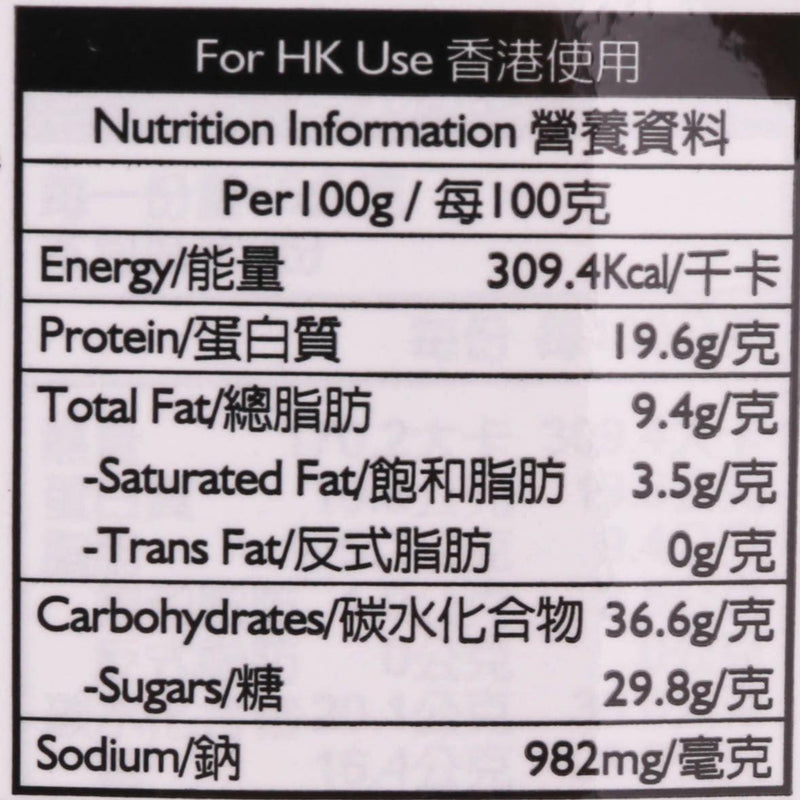 For HK Use 香港使用
Nutrition Information 營養資料
Per100g / 每100克
Energy/能量 309.4Kcal/千卡
Protein/蛋白質 19.6g/克
Total Fat/總脂肪 9.4g/克
-Saturated Fat/飽和脂肪 3.5g/克
-Trans Fat/反式脂肪 0g/克
Carbohydrates/碳水化合物 36.6g/克
-Sugars/糖 29.8g/克
Sodium/鈉 982mg/毫克